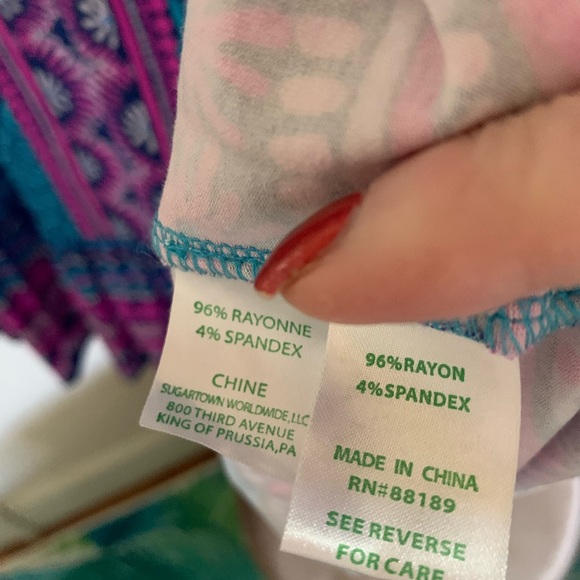 96% RAYONNE
4% SPANDEX
CHINE
SUGARTOWN WORLDWIDE, LLC
800 THIRD AVENUE
KING OF PRUSSIA, PA
96%RAYON
4%SPANDEX
MADE IN CHINA
RN#88189
SEE REVERSE
FOR CARE